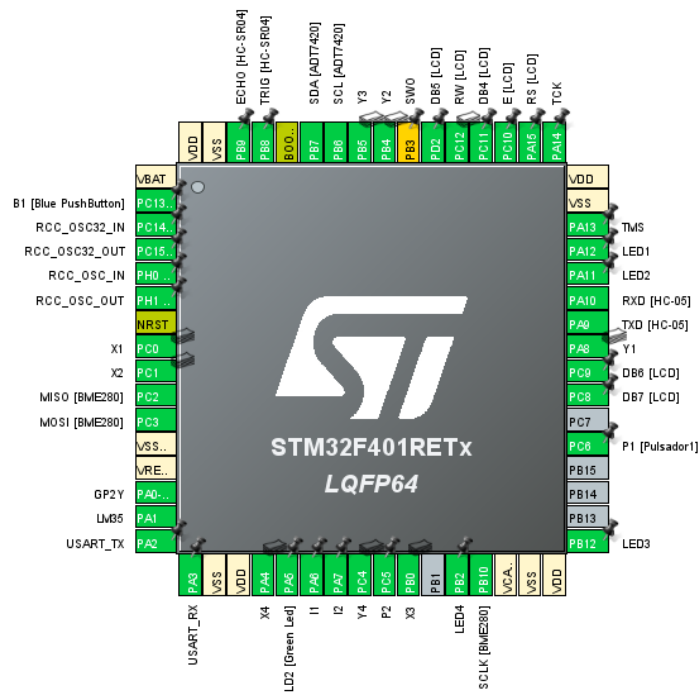 ECHO [HC-SR04]
TRIG [HC-SR04]
SDA [ADT7420]
SCL [ADT7420]
Y3
Y2
SWO
DB5 [LCD]
RW [LCD]
DB4 [LCD]
E [LCD]
RS [LCD]
TCK
VDD
VSS
PB9
PB8
BOO..
PB7
PB6
PB5
PB4
PB3
PD2
PC12
PC11
PC10
PA15
PA14
VBAT
B1 [Blue PushButton] PC13..
RCC_OSC32_IN PC14..
RCC_OSC32_OUT PC15..
RCC_OSC_IN PH0 ..
RCC_OSC_OUT PH1 ..
NRST
X1 PC0
X2 PC1
MISO [BME280] PC2
MOSI [BME280] PC3
VSS..
VRE..
GP2Y PA0-..
LM35 PA1
USART_TX PA2
STM32F401RETx
LQFP64
VDD
VSS
PA13 TMS
PA12 LED1
PA11 LED2
PA10 RXD [HC-05]
PA9 TXD [HC-05]
PA8 Y1
PC9 DB6 [LCD]
PC8 DB7 [LCD]
PC7
PC6 P1 [Pulsador1]
PB15
PB14
PB13
PB12 LED3
PA3
VSS
VDD
PA4
PA5
PA6
PA7
PC4
PC5
PB0
PB1
PB2
PB10
VCA..
VSS
VDD
USART_RX
X4
LD2 [Green Led]
I1
I2
Y4
P2
X3
LED4
SCLK [BME280]